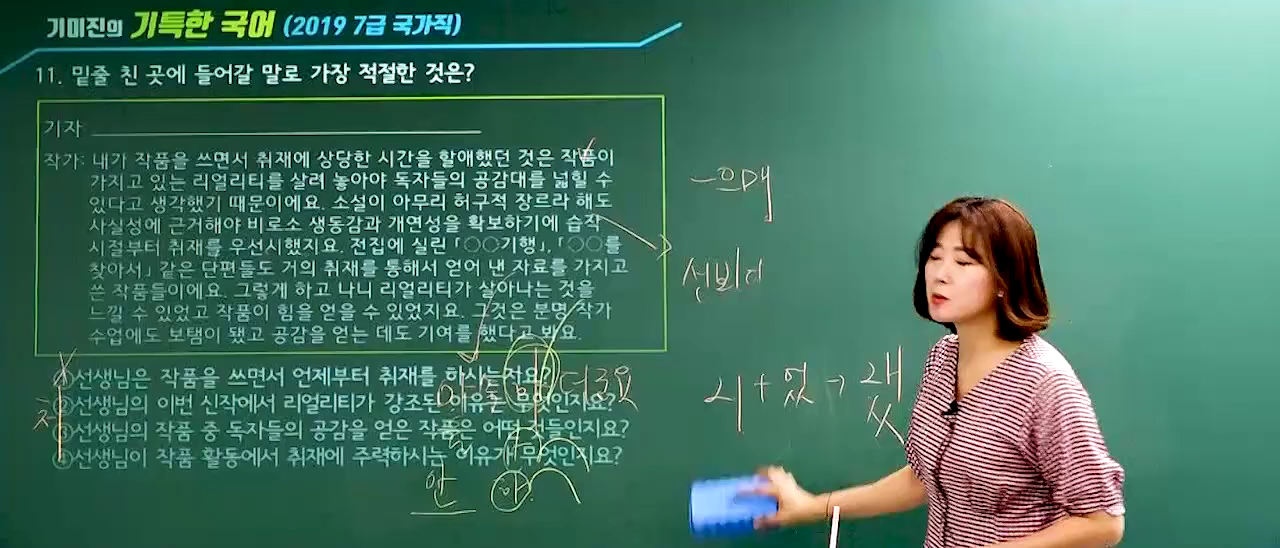 기미진의 기특한 국어 (2019 7급 국가직)
11. 밑줄 친 곳에 들어갈 말로 가장 적절한 것은?
기자:
작가: 내가 작품을 쓰면서 취재에 상당한 시간을 할애했던 것은 작품이
가지고 있는 리얼리티를 살려 놓아야 독자들의 공감대를 넓힐 수
있다고 생각했기 때문이에요. 소설이 아무리 허구적 장르라 해도
사실성에 근거해야 비로소 생동감과 개연성을 확보하기에 습작
시절부터 취재를 우선시했지요. 전집에 실린 「○○기행」, 「○○를
찾아서」 같은 단편들도 거의 취재를 통해서 얻어 낸 자료를 가지고
쓴 작품들이에요. 그렇게 하고 나니 리얼리티가 살아나는 것을
느낄 수 있었고 작품이 힘을 얻을 수 있었지요. 그것은 분명 작가
수업에도 보탬이 됐고 공감을 얻는 데도 기여를 했다고 봐요.
①선생님은 작품을 쓰면서 언제부터 취재를 하시는지요?
②선생님의 이번 신작에서 리얼리티가 강조된 이유는 무엇인지요?
③선생님의 작품 중 독자들의 공감을 얻은 작품은 어떤 것들인지요?
④선생님이 작품 활동에서 취재에 주력하시는 이유가 무엇인지요?
-으매
선비
시+